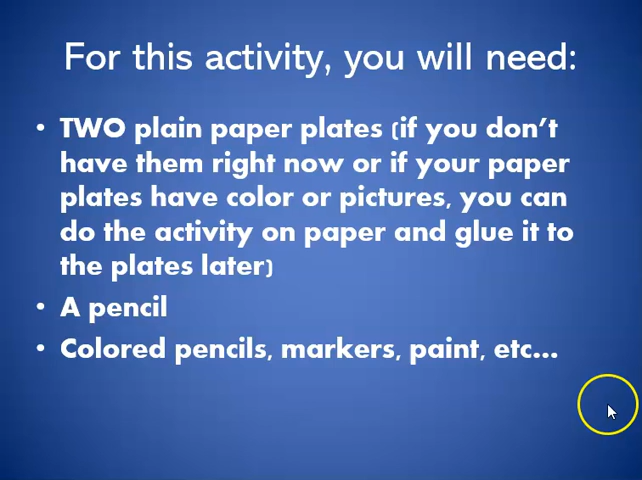 For this activity, you will need:
• TWO plain paper plates (if you don't
have them right now or if your paper
plates have color or pictures, you can
do the activity on paper and glue it to
the plates later)
• A pencil
• Colored pencils, markers, paint, etc...